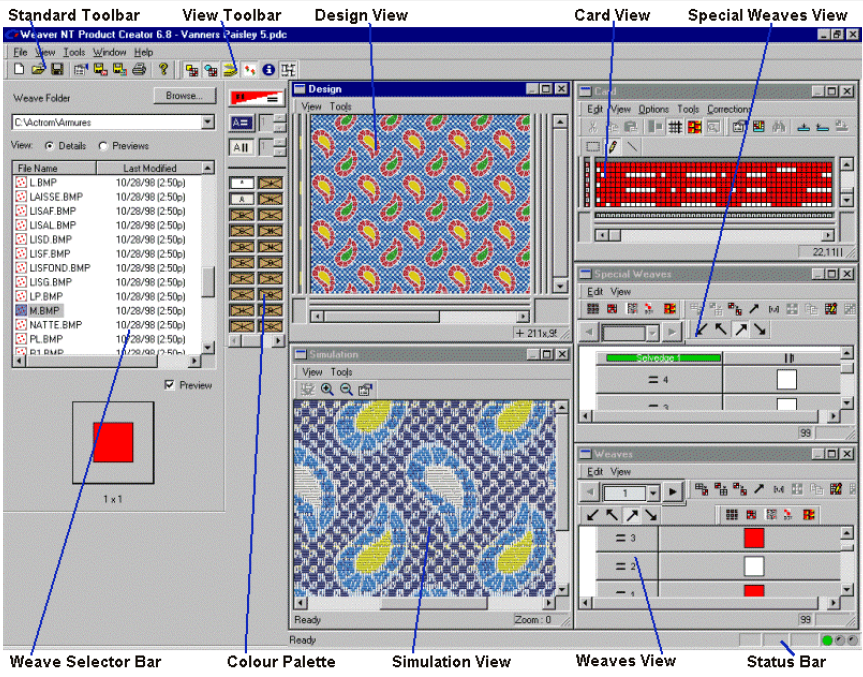 Standard Toolbar View Toolbar Design View Card View Special Weaves View
Weaver NT Product Creator 6.8 - Vanners Paisley 5.pdc
File View Tools Window Help
Weave Folder Browse...
C:\Actrom\Armures
View: Details Previews
File Name Last Modified
L.BMP 10/28/98 (2:50p)
LAISSE.BMP 10/28/98 (2:50p)
LISAF.BMP 10/28/98 (2:50p)
LISAL.BMP 10/28/98 (2:50p)
LISD.BMP 10/28/98 (2:50p)
LISF.BMP 10/28/98 (2:50p)
LISFOND.BMP 10/28/98 (2:50p)
LISG.BMP 10/28/98 (2:50p)
LP.BMP 10/28/98 (2:50p)
M.BMP 10/28/98 (2:50p)
NATTE.BMP 10/28/98 (2:50p)
PL.BMP 10/28/98 (2:50p)
10/28/98 (2:50p)
Preview
1 x 1
A 1
A 1
A
Design
View Tools
+ 211x,9
Simulation
View Tools
Ready Zoom : 0
Card
Edit View Options Tools Corrections
22,11
Special Weaves
Edit View
Selvedge 1
= 4
= 3
99
Weaves
Edit View
1
= 3
= 2
99
Ready
Weave Selector Bar Colour Palette Simulation View Weaves View Status Bar